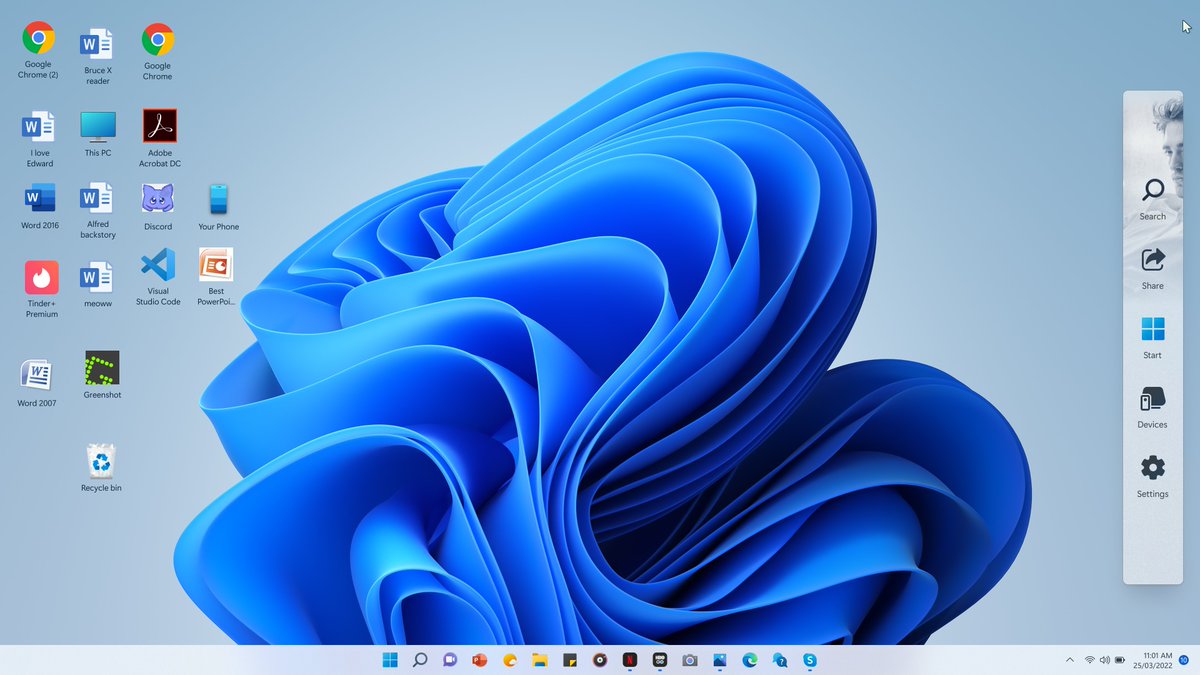 Google
Chrome (2)
Bruce X
reader
Google
Chrome
I love
Edward
This PC
Adobe
Acrobat DC
Word 2016
Alfred
backstory
Discord
Your Phone
Tinder+
Premium
meoww
Visual
Studio Code
Best
PowerPoi...
Word 2007
Greenshot
Recycle bin
Search
Share
Start
Devices
Settings
11:01 AM
25/03/2022
10